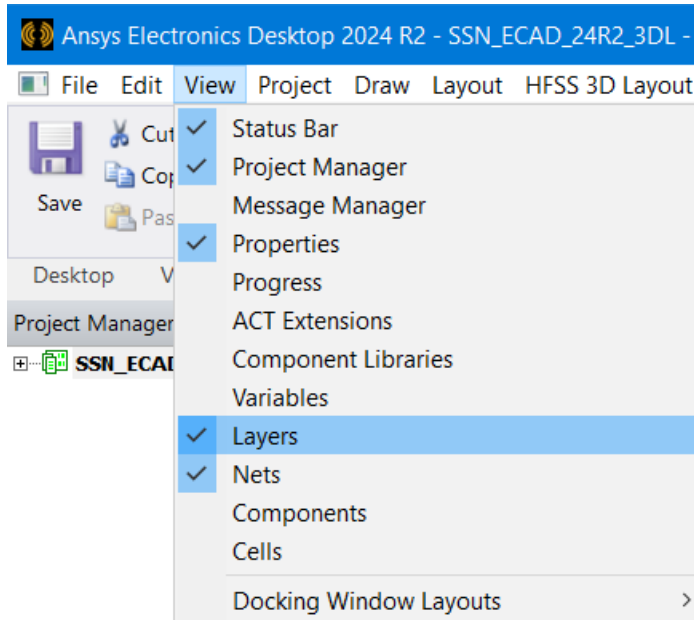 Ansys Electronics Desktop 2024 R2 - SSN_ECAD_24R2_3DL -
File Edit View Project Draw Layout HFSS 3D Layout
Save
Cut
Desktop
Project Manager
SSN_ECAD
Status Bar
Project Manager
Message Manager
Properties
Progress
ACT Extensions
Component Libraries
Variables
Layers
Nets
Components
Cells
Docking Window Layouts